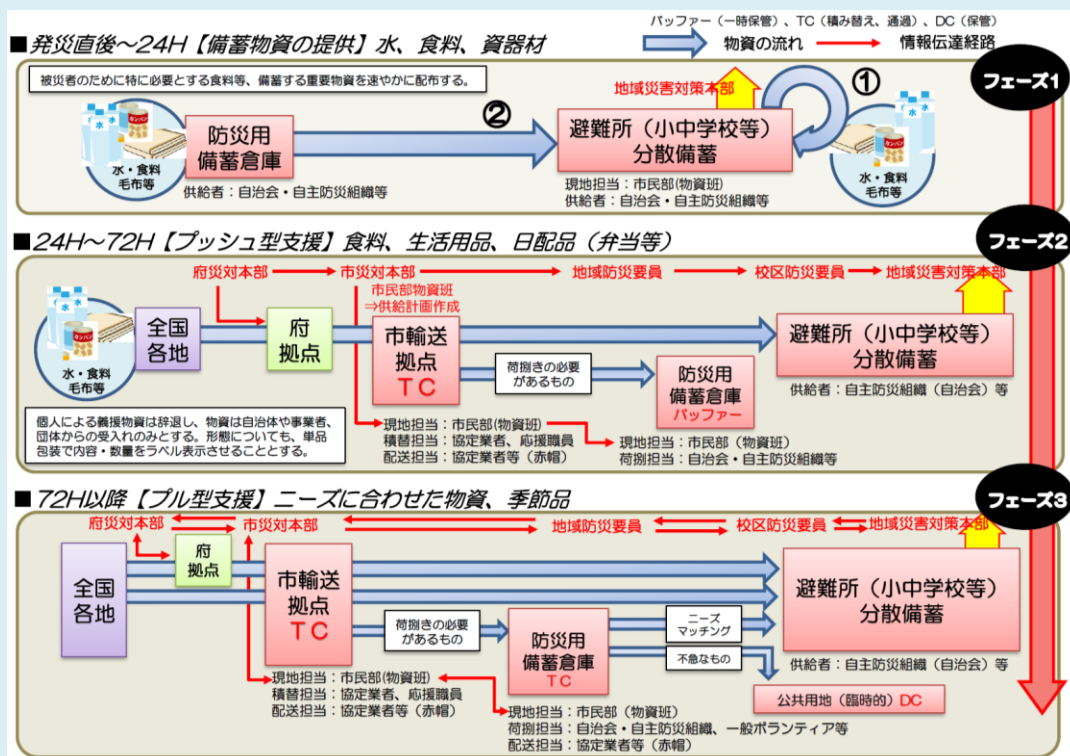 バッファー（一時保管）、TC（積み替え、通過）、DC（保管）
■発災直後～24H【備蓄物資の提供】水、食料、資器材
物資の流れ
情報伝達経路
フェーズ1
被災者のために特に必要とする食料等、備蓄する重要物資を速やかに配布する。
地域災害対策本部
①
②
水
カンパン
水・食料
毛布等
防災用
備蓄倉庫
供給者：自治会・自主防災組織等
避難所（小中学校等）
分散備蓄
現地担当：市民部(物資班)
供給者：自治会・自主防災組織等
水
カンパン
水・食料
毛布等
■24H～72H【プッシュ型支援】食料、生活用品、日配品（弁当等）
フェーズ2
府災対本部
市災対本部
地域防災要員
校区防災要員
地域災害対策本部
市民部物資班
⇒供給計画作成
水
カンパン
水・食料
毛布等
全国
各地
府
拠点
市輸送
拠点
TC
荷捌きの必要
があるもの
防災用
備蓄倉庫
バッファー
避難所（小中学校等）
分散備蓄
供給者：自主防災組織（自治会）等
個人による義援物資は辞退し、物資は自治体や事業者、
団体からの受入れのみとする。形態についても、単品
包装で内容・数量をラベル表示させることとする。
現地担当：市民部(物資班)
積替担当：協定業者、応援職員
配送担当：協定業者等（赤帽）
現地担当：市民部（物資班）
荷捌担当：自治会・自主防災組織等
■72H以降【プル型支援】ニーズに合わせた物資、季節品
フェーズ3
府災対本部
市災対本部
地域防災要員
校区防災要員
地域災害対策本部
全国
各地
府
拠点
市輸送
拠点
TC
荷捌きの必要
があるもの
防災用
備蓄倉庫
TC
ニーズ
マッチング
不急なもの
避難所（小中学校等）
分散備蓄
供給者：自主防災組織（自治会）等
公共用地（臨時的）DC
現地担当：市民部(物資班)
積替担当：協定業者、応援職員
配送担当：協定業者等（赤帽）
現地担当：市民部（物資班）
荷捌担当：自治会・自主防災組織、一般ボランティア等
配送担当：協定業者等（赤帽）